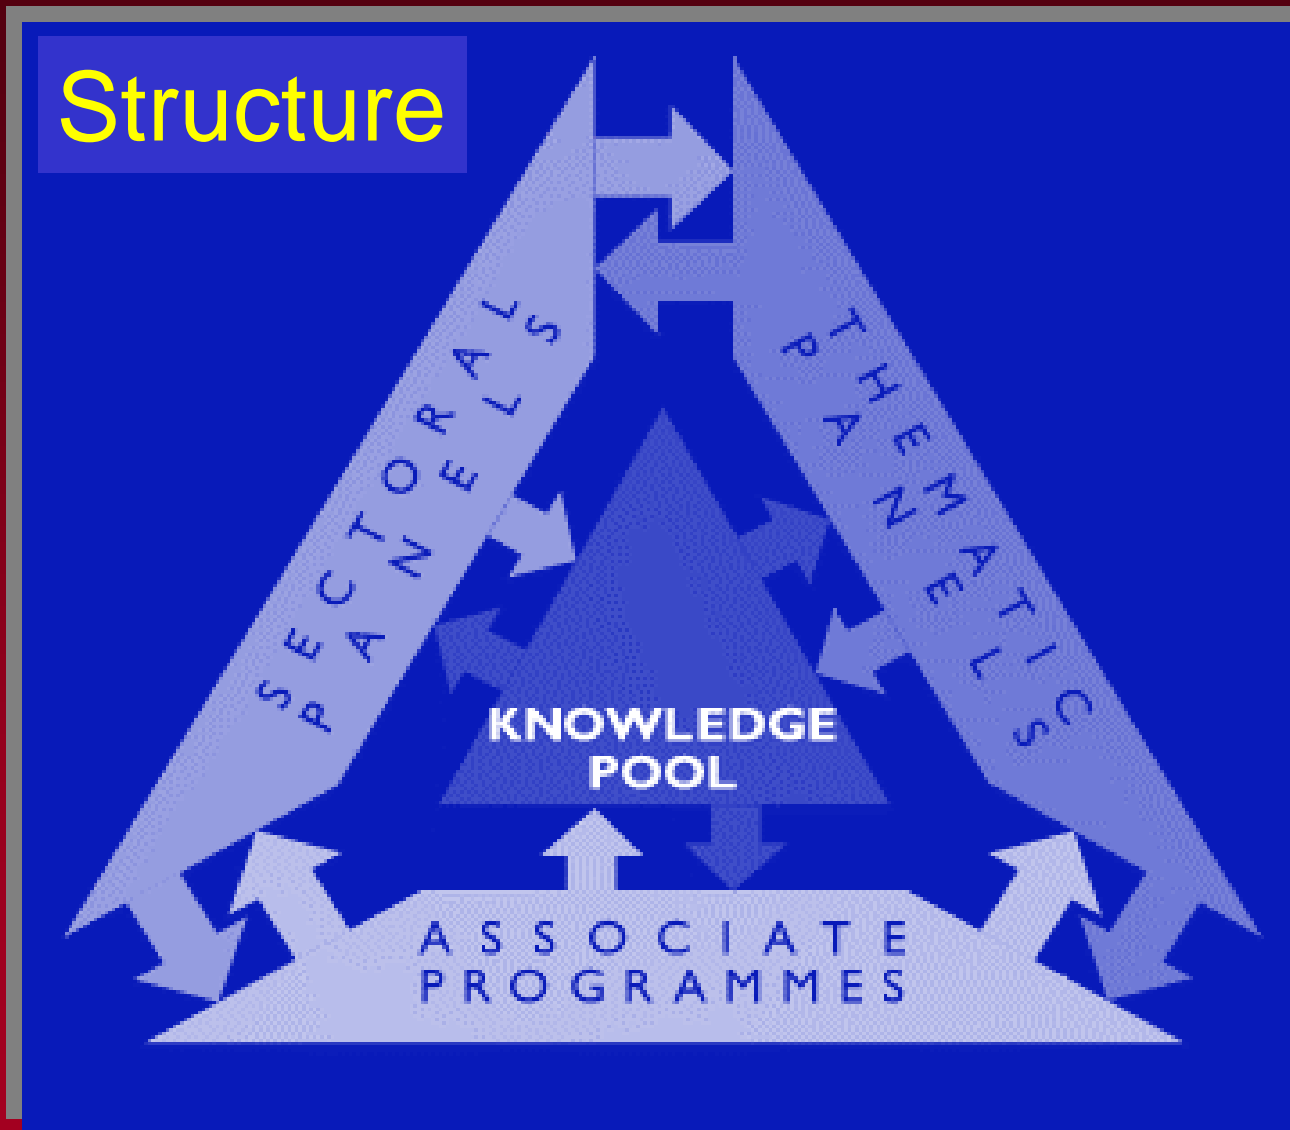 Structure
SECTORAL
PANELS
THEMATIC
PANELS
KNOWLEDGE
POOL
ASSOCIATE
PROGRAMMES